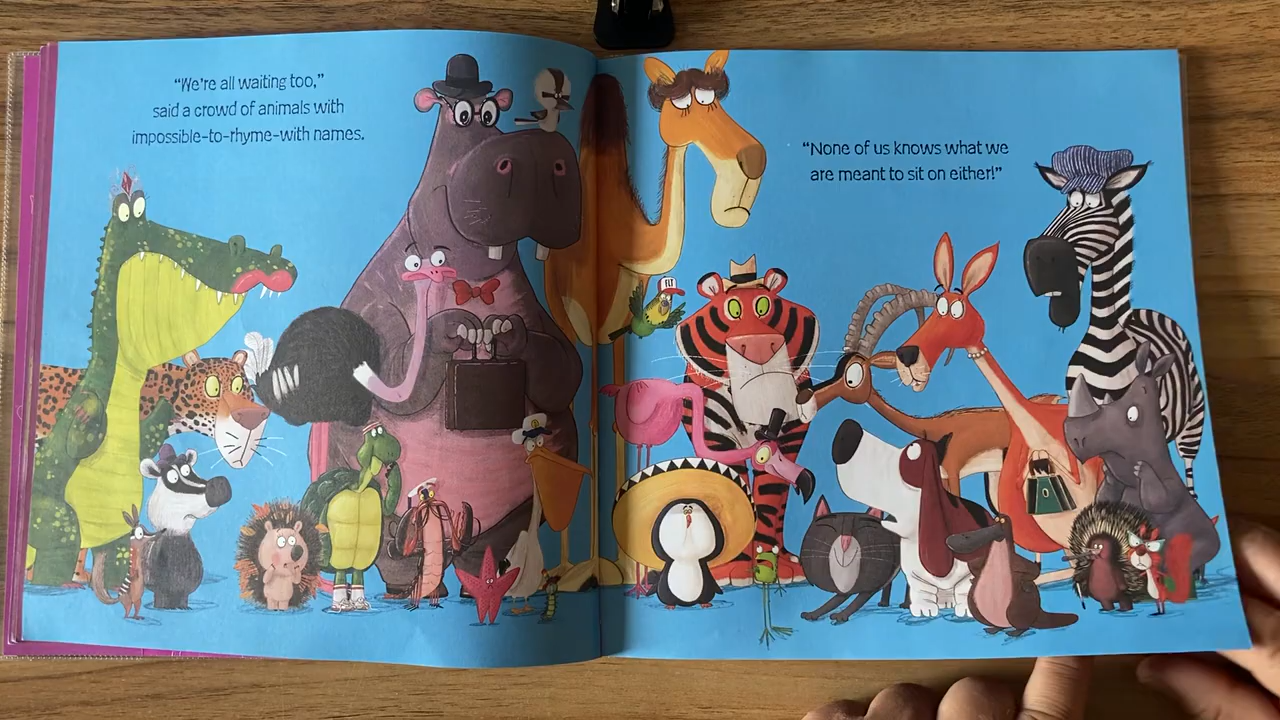 “We’re all waiting too,”
said a crowd of animals with
impossible-to-rhyme-with names.
“None of us knows what we
are meant to sit on either!”
FLT